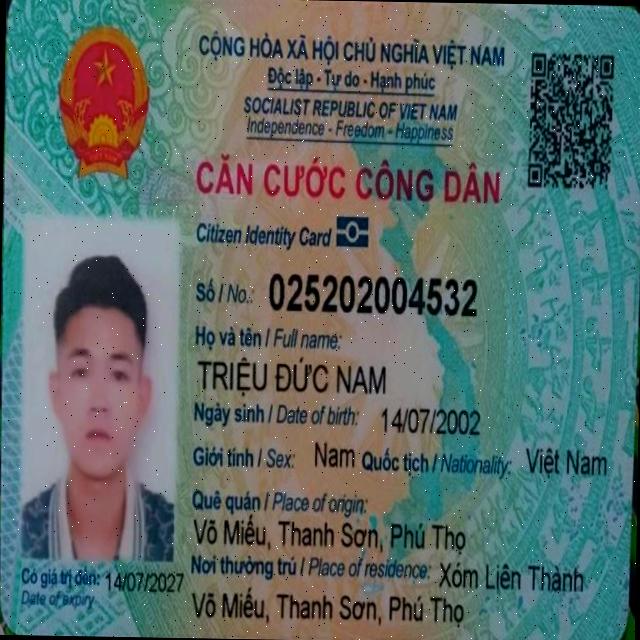 CỘNG HÒA XÃ HỘI CHỦ NGHĨA VIỆT NAM
Độc lập - Tự do - Hạnh phúc
SOCIALIST REPUBLIC OF VIET NAM
Independence - Freedom - Happiness
CĂN CƯỚC CÔNG DÂN
Citizen Identity Card
Số / No.: 025202004532
Họ và tên / Full name:
TRIỆU ĐỨC NAM
Ngày sinh / Date of birth: 14/07/2002
Giới tính / Sex: Nam Quốc tịch / Nationality: Việt Nam
Quê quán / Place of origin:
Võ Miếu, Thanh Sơn, Phú Thọ
Nơi thường trú / Place of residence: Xóm Liên Thành
Võ Miếu, Thanh Sơn, Phú Thọ
Có giá trị đến: 14/07/2027
Date of expiry